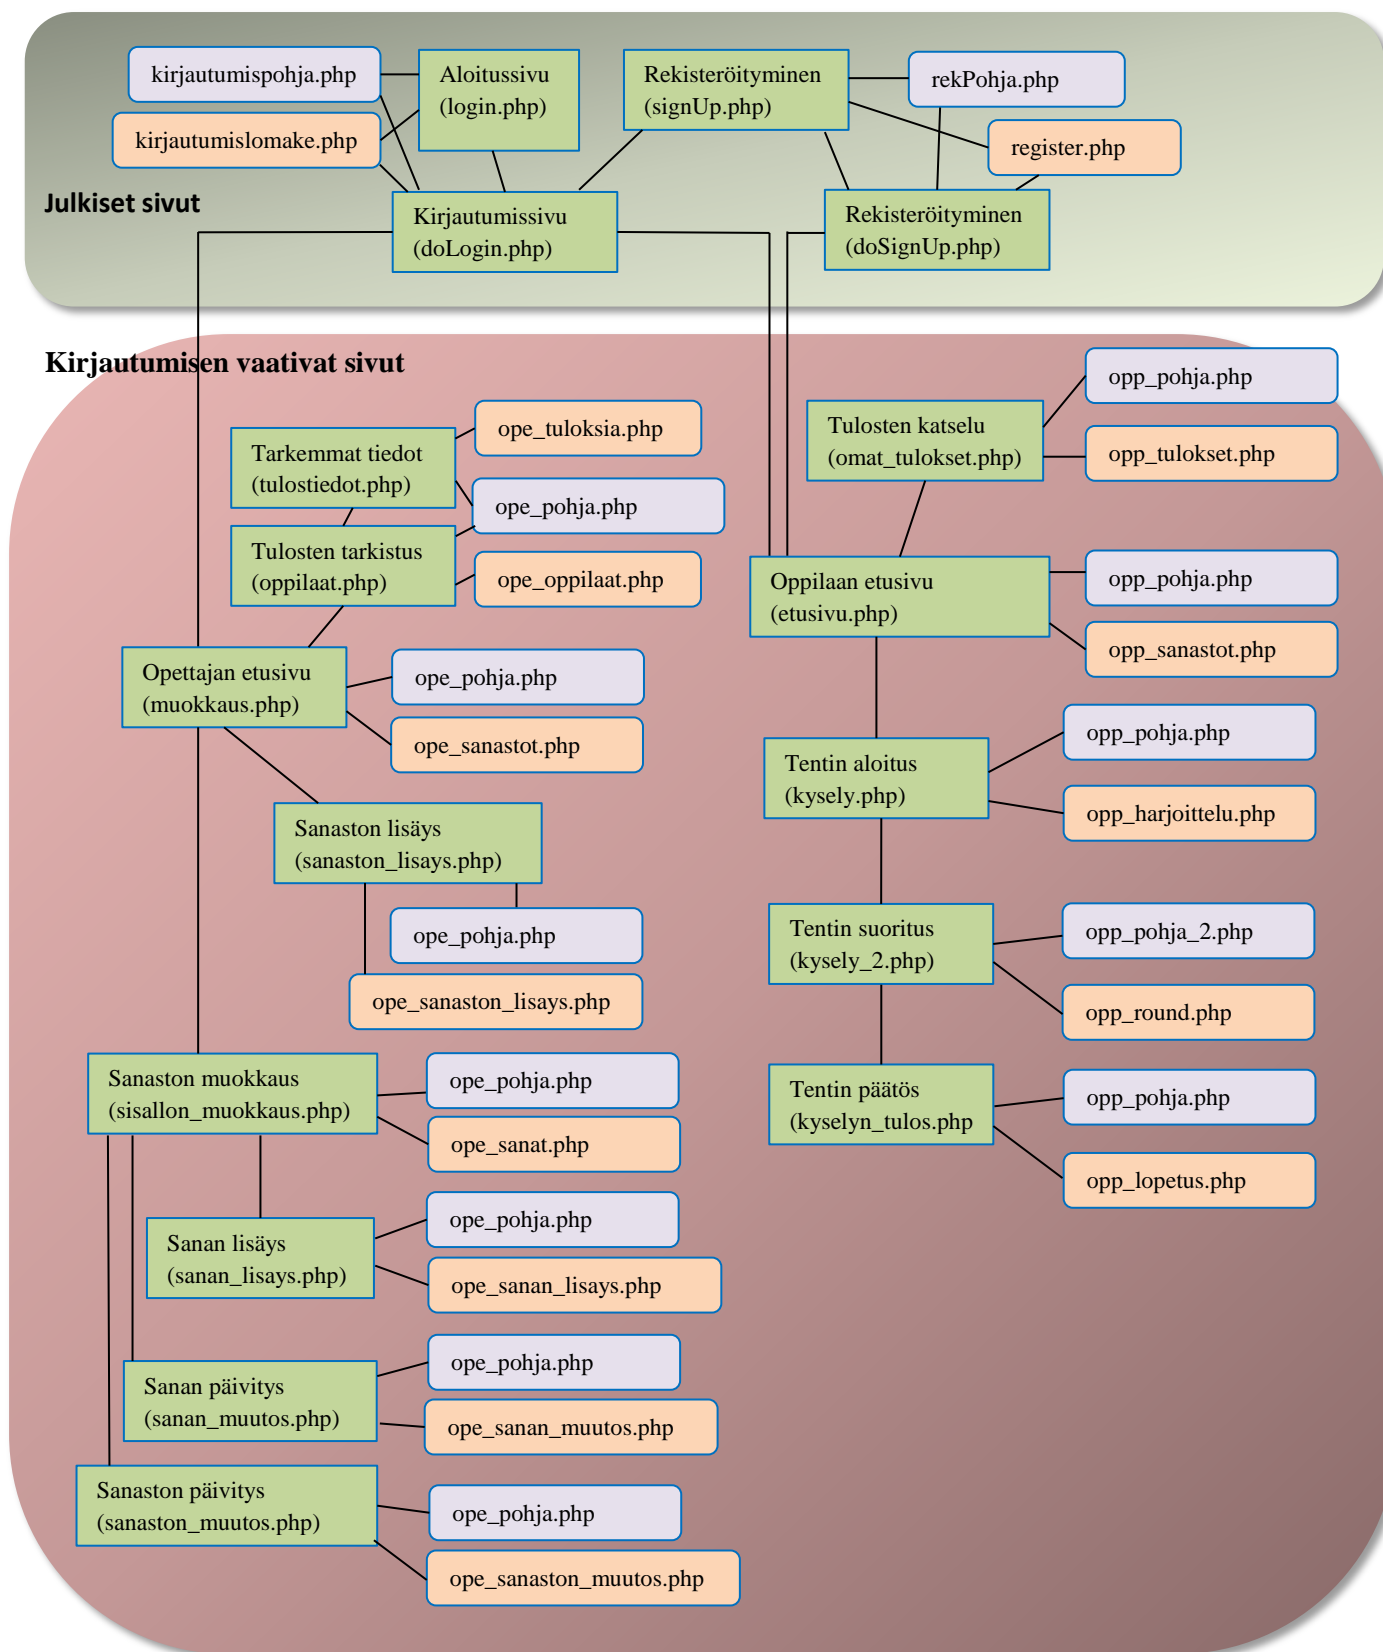 kirjautumispohja.php
Aloitussivu
(login.php)
Rekisteröityminen
(signUp.php)
rekPohja.php
kirjautumislomake.php
register.php
Julkiset sivut
Kirjautumissivu
(doLogin.php)
Rekisteröityminen
(doSignUp.php)
Kirjautumisen vaativat sivut
ope_tuloksia.php
Tarkemmat tiedot
(tulostiedot.php)
ope_pohja.php
Tulosten tarkistus
(oppilaat.php)
ope_oppilaat.php
Opettajan etusivu
(muokkaus.php)
ope_pohja.php
ope_sanastot.php
Sanaston lisäys
(sanaston_lisays.php)
ope_pohja.php
ope_sanaston_lisays.php
Sanaston muokkaus
(sisallon_muokkaus.php)
ope_pohja.php
ope_sanat.php
Sanan lisäys
(sanan_lisays.php)
ope_pohja.php
ope_sanan_lisays.php
Sanan päivitys
(sanan_muutos.php)
ope_pohja.php
ope_sanan_muutos.php
Sanaston päivitys
(sanaston_muutos.php)
ope_pohja.php
ope_sanaston_muutos.php
opp_pohja.php
Tulosten katselu
(omat_tulokset.php)
opp_tulokset.php
Oppilaan etusivu
(etusivu.php)
opp_pohja.php
opp_sanastot.php
Tentin aloitus
(kysely.php)
opp_pohja.php
opp_harjoittelu.php
Tentin suoritus
(kysely_2.php)
opp_pohja_2.php
opp_round.php
Tentin päätös
(kyselyn_tulos.php
opp_pohja.php
opp_lopetus.php